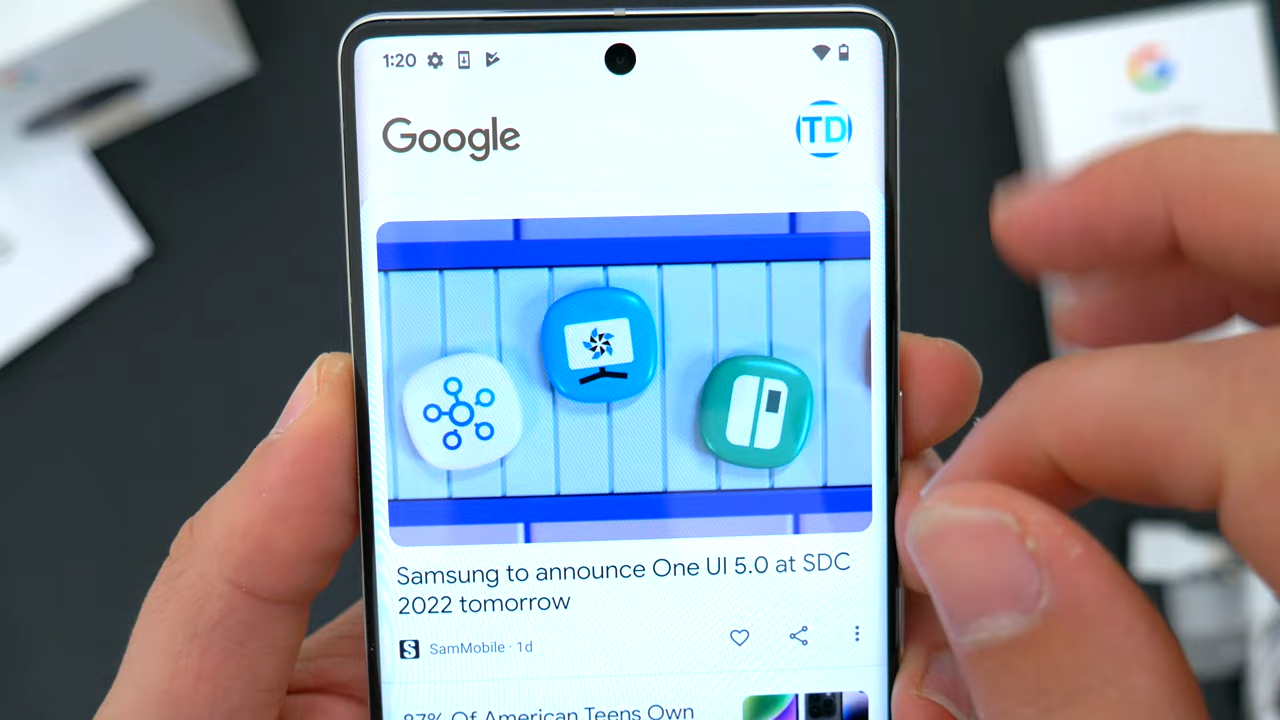 1:20
Google
TD
Samsung to announce One UI 5.0 at SDC
2022 tomorrow
S SamMobile · 1d
87% Of American Teens Own